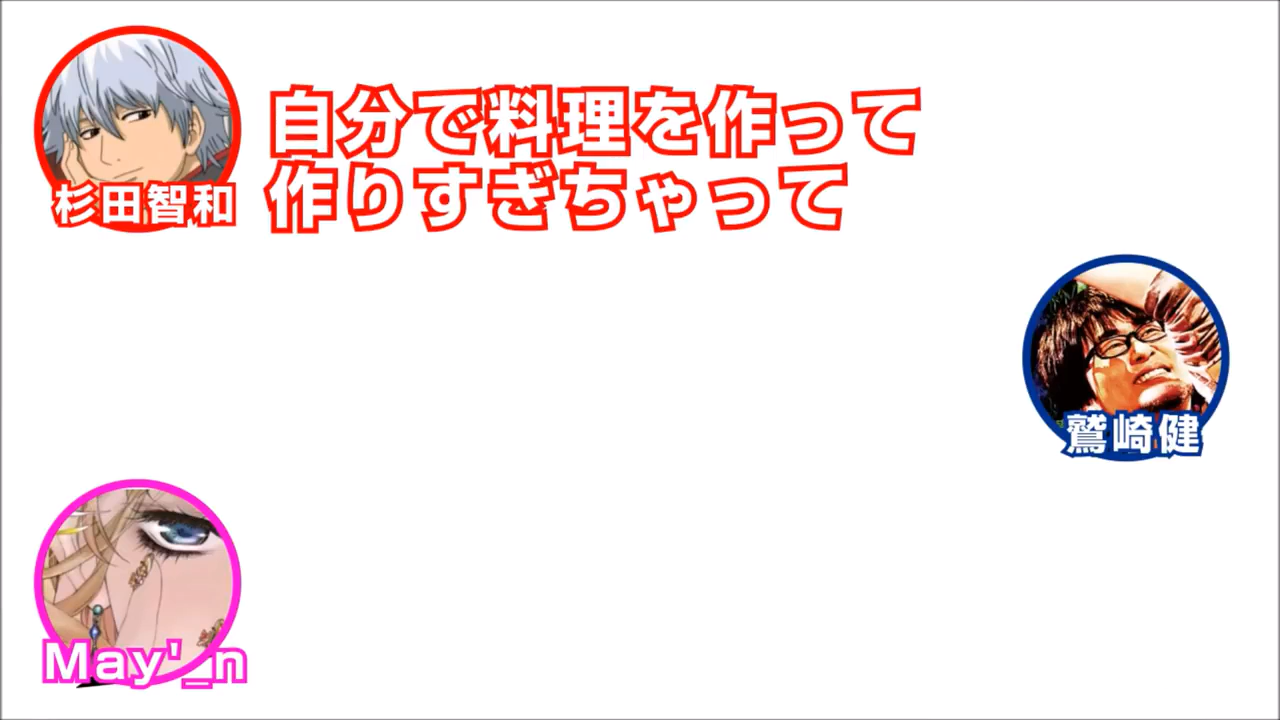 自分で料理を作って
作りすぎちゃって
杉田智和
鷲崎健
May'_n